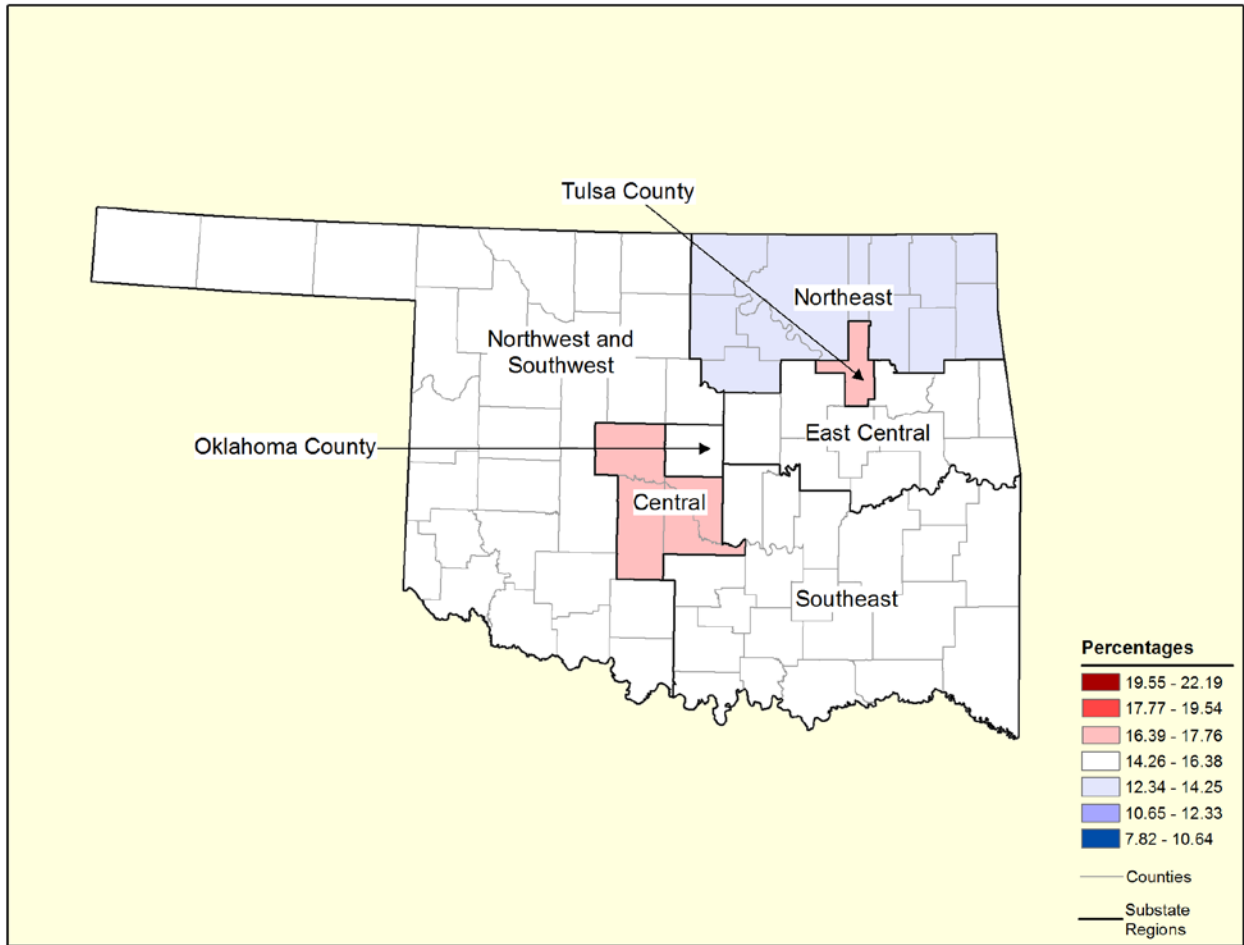 Tulsa County
Northeast
Northwest and
Southwest
East Central
Oklahoma County
Central
Southeast
Percentages
19.55 - 22.19
17.77 - 19.54
16.39 - 17.76
14.26 - 16.38
12.34 - 14.25
10.65 - 12.33
7.82 - 10.64
Counties
Substate
Regions